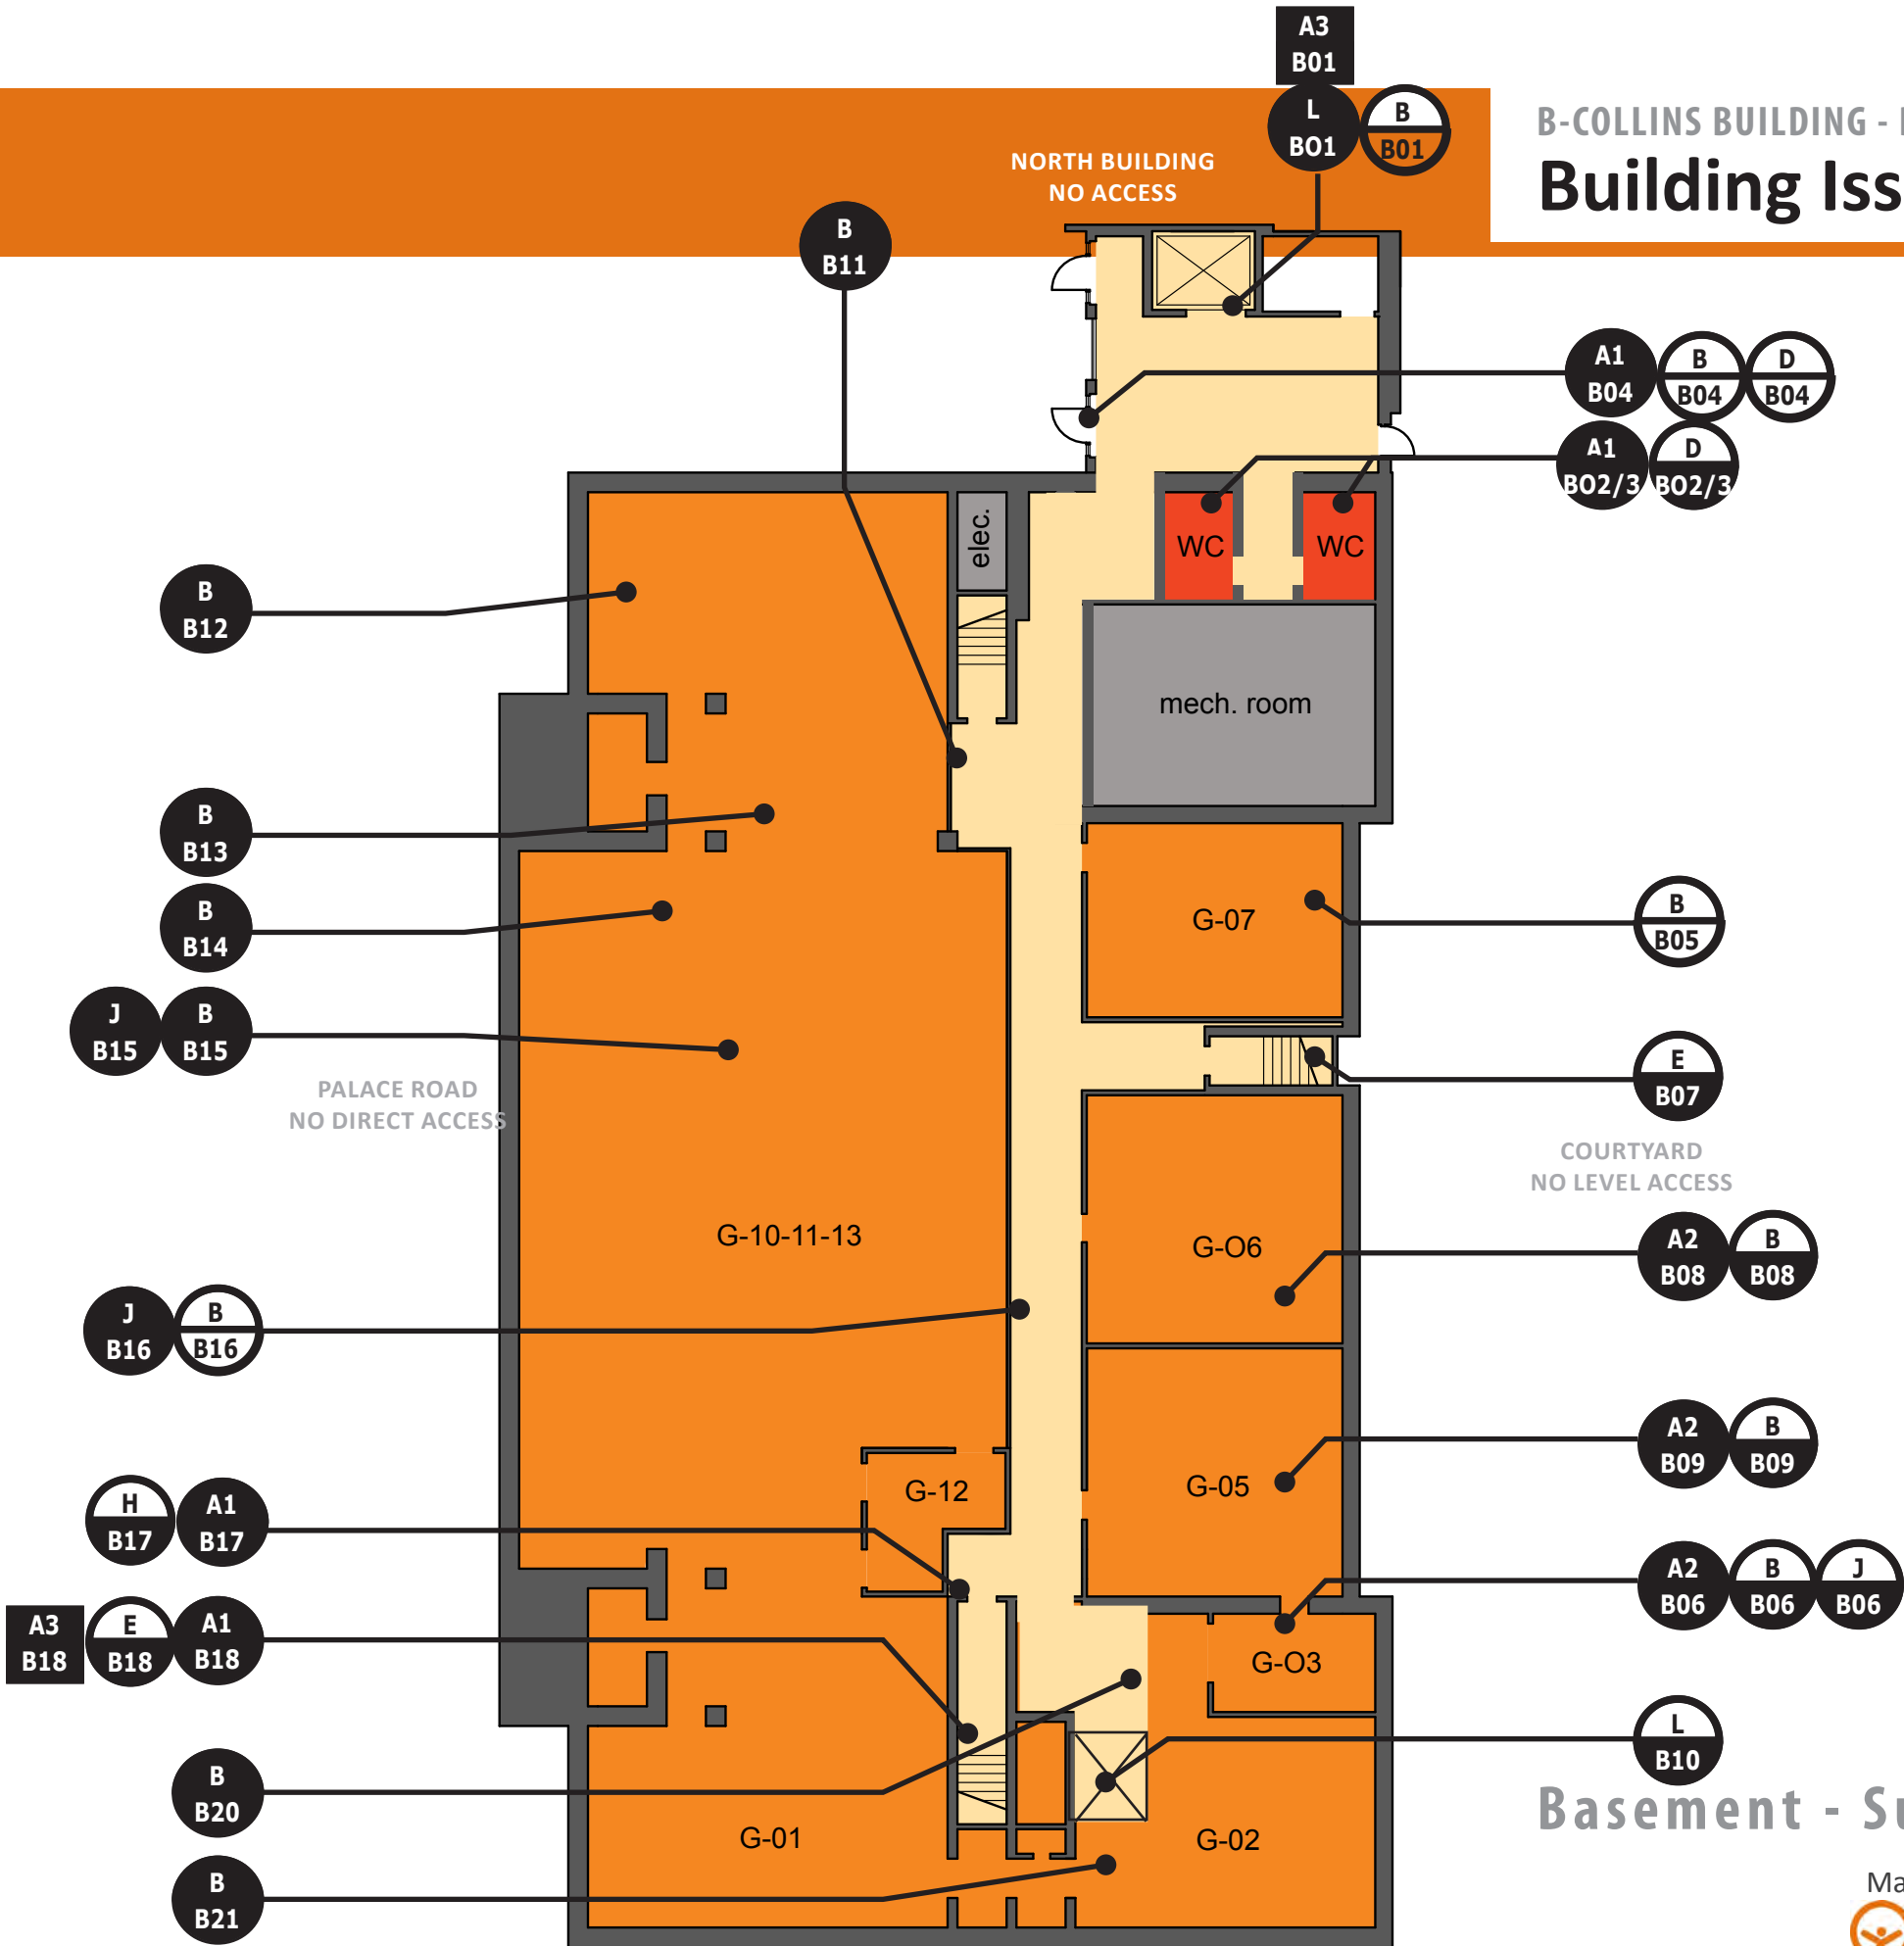 A3
B01
L
BO1
B
B01
B-COLLINS BUILDING -
Building Iss
NORTH BUILDING
NO ACCESS
B
B11
A1
B04
B
B04
D
B04
A1
BO2/3
D
BO2/3
elec.
WC
WC
B
B12
mech. room
B
B13
B
B14
G-07
B
B05
J
B15
B
B15
PALACE ROAD
NO DIRECT ACCESS
E
B07
COURTYARD
NO LEVEL ACCESS
G-10-11-13
G-O6
A2
B08
B
B08
J
B16
B
B16
A2
B09
B
B09
G-12
G-05
H
B17
A1
B17
A2
B06
B
B06
J
B06
A3
B18
E
B18
A1
B18
G-O3
L
B10
B
B20
Basement - Su
G-01
G-02
B
B21
Ma